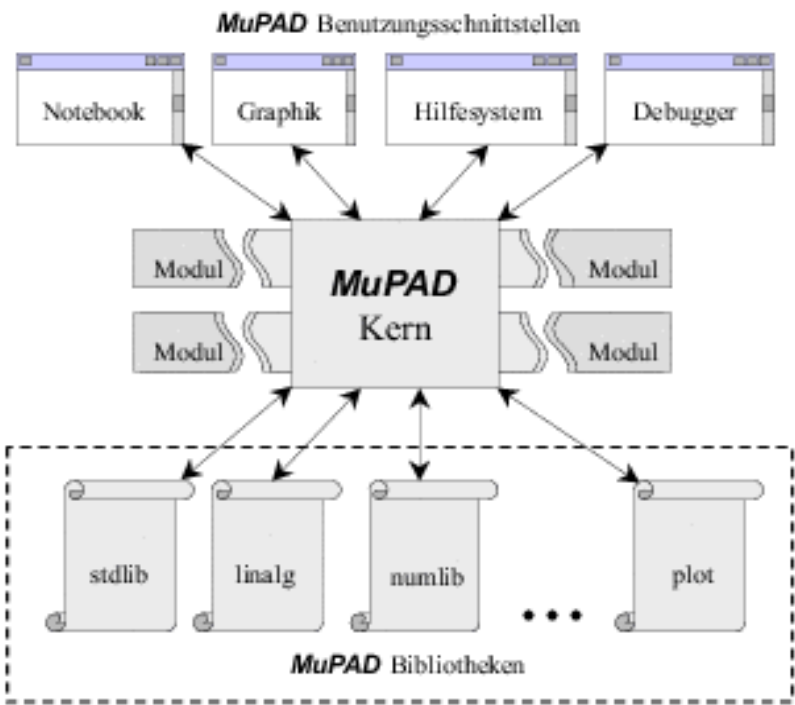 MuPAD Benutzungsschnittstellen
Notebook
Graphik
Hilfesystem
Debugger
Modul
MuPAD
Kern
Modul
Modul
Modul
stdlib
linalg
numlib
plot
MuPAD Bibliotheken